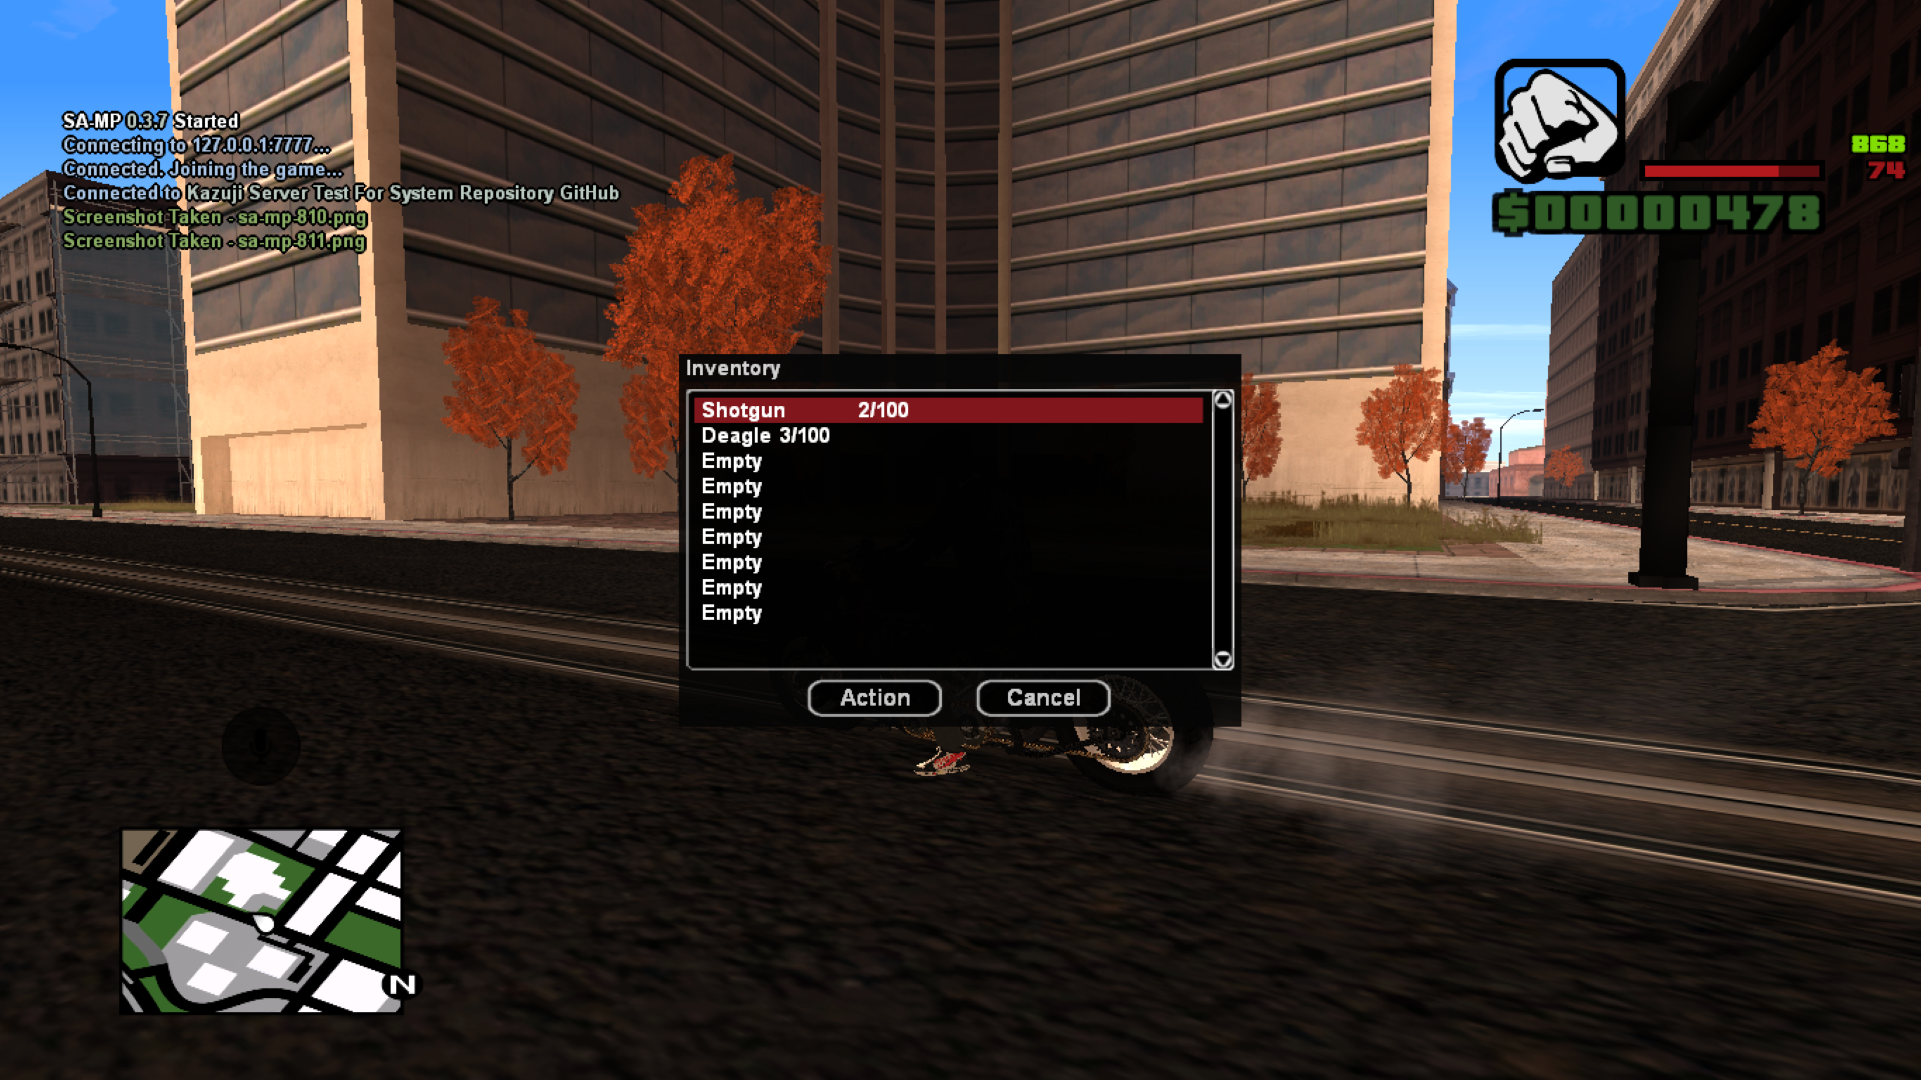 SA-MP 0.3.7 Started
Connecting to 127.0.0.1:7777...
Connected. Joining the game...
Connected to Kazuji Server Test For System Repository GitHub
Screenshot Taken - sa-mp-810.png
Screenshot Taken - sa-mp-811.png
868
74
$00000478
Inventory
Shotgun 2/100
Deagle 3/100
Empty
Empty
Empty
Empty
Empty
Empty
Empty
Action Cancel
N